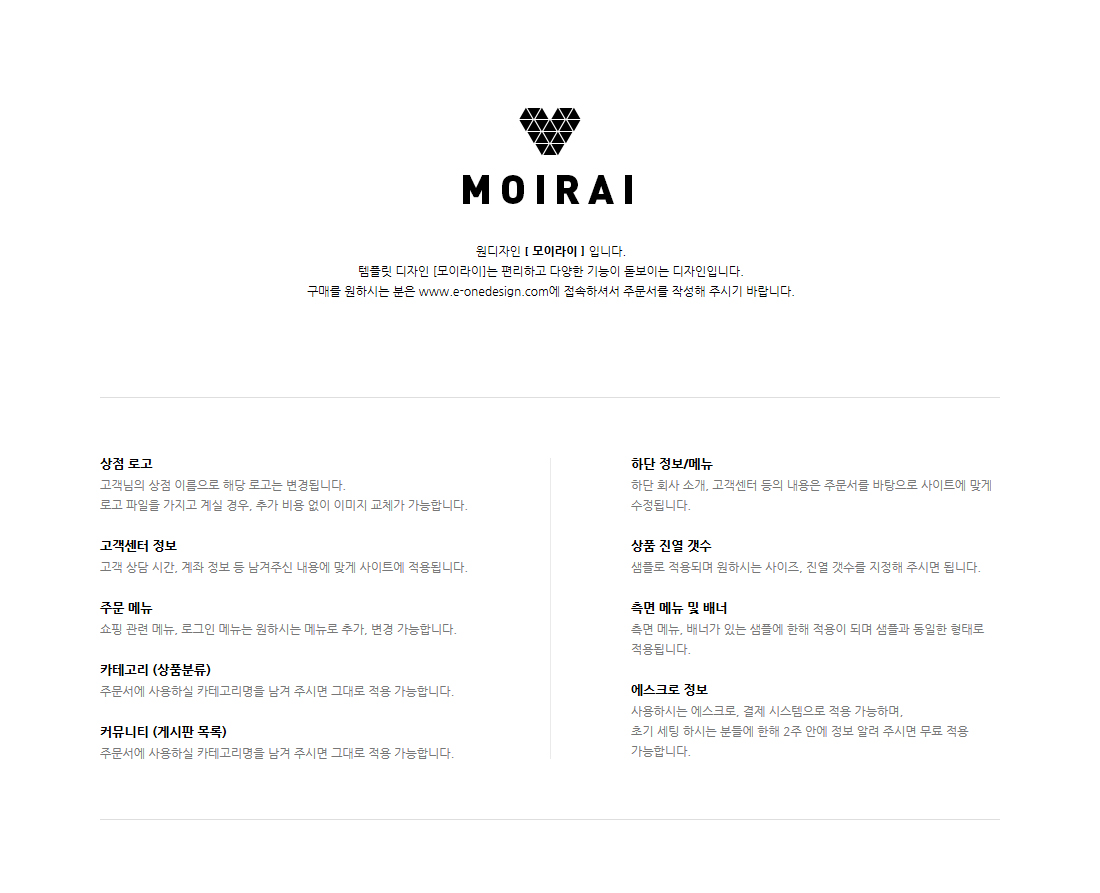 MOIRAI
원디자인 [ 모이라이 ] 입니다.
템플릿 디자인 [모이라이]는 편리하고 다양한 기능이 돋보이는 디자인입니다.
구매를 원하시는 분은 www.e-onedesign.com에 접속하셔서 주문서를 작성해 주시기 바랍니다.
상점 로고
고객님의 상점 이름으로 해당 로고는 변경됩니다.
로고 파일을 가지고 계실 경우, 추가 비용 없이 이미지 교체가 가능합니다.
고객센터 정보
고객 상담 시간, 계좌 정보 등 남겨주신 내용에 맞게 사이트에 적용됩니다.
주문 메뉴
쇼핑 관련 메뉴, 로그인 메뉴는 원하시는 메뉴로 추가, 변경 가능합니다.
카테고리 (상품분류)
주문서에 사용하실 카테고리명을 남겨 주시면 그대로 적용 가능합니다.
커뮤니티 (게시판 목록)
주문서에 사용하실 카테고리명을 남겨 주시면 그대로 적용 가능합니다.
하단 정보/메뉴
하단 회사 소개, 고객센터 등의 내용은 주문서를 바탕으로 사이트에 맞게
수정됩니다.
상품 진열 갯수
샘플로 적용되며 원하시는 사이즈, 진열 갯수를 지정해 주시면 됩니다.
측면 메뉴 및 배너
측면 메뉴, 배너가 있는 샘플에 한해 적용이 되며 샘플과 동일한 형태로
적용됩니다.
에스크로 정보
사용하시는 에스크로, 결제 시스템으로 적용 가능하며,
초기 세팅 하시는 분들에 한해 2주 안에 정보 알려 주시면 무료 적용
가능합니다.